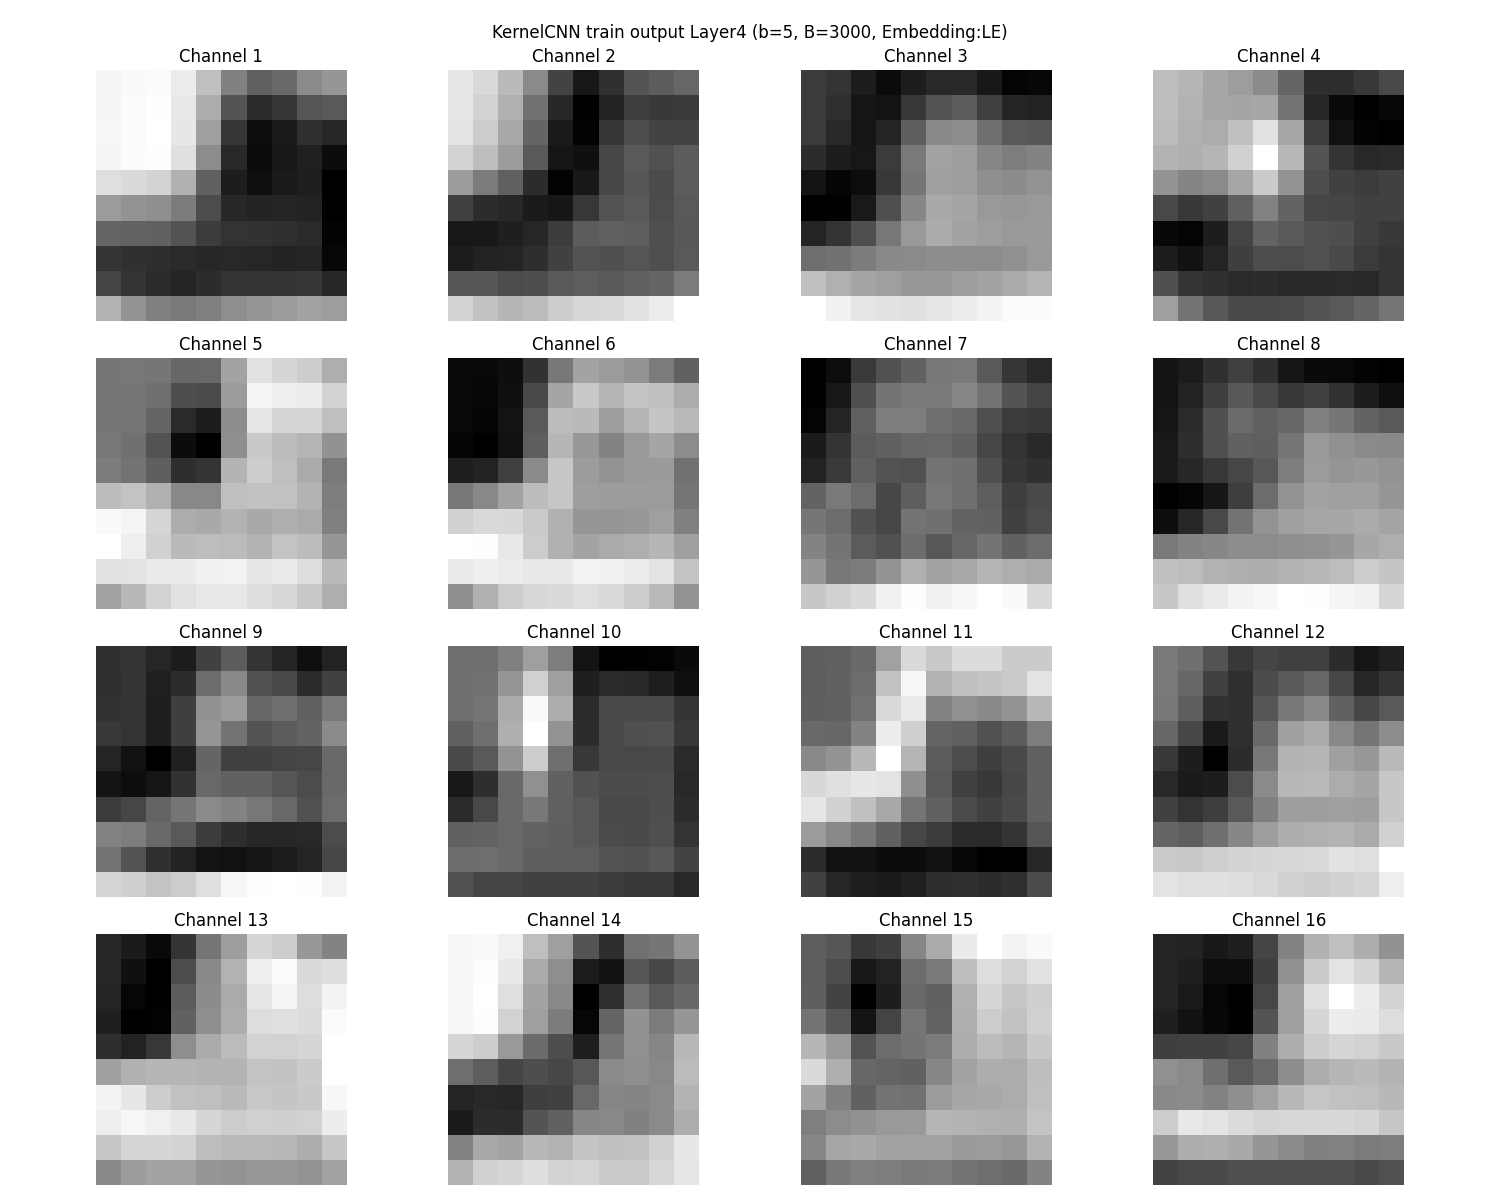 KernelCNN train output Layer4 (b=5, B=3000, Embedding:LE)
Channel 1
Channel 2
Channel 3
Channel 4
Channel 5
Channel 6
Channel 7
Channel 8
Channel 9
Channel 10
Channel 11
Channel 12
Channel 13
Channel 14
Channel 15
Channel 16